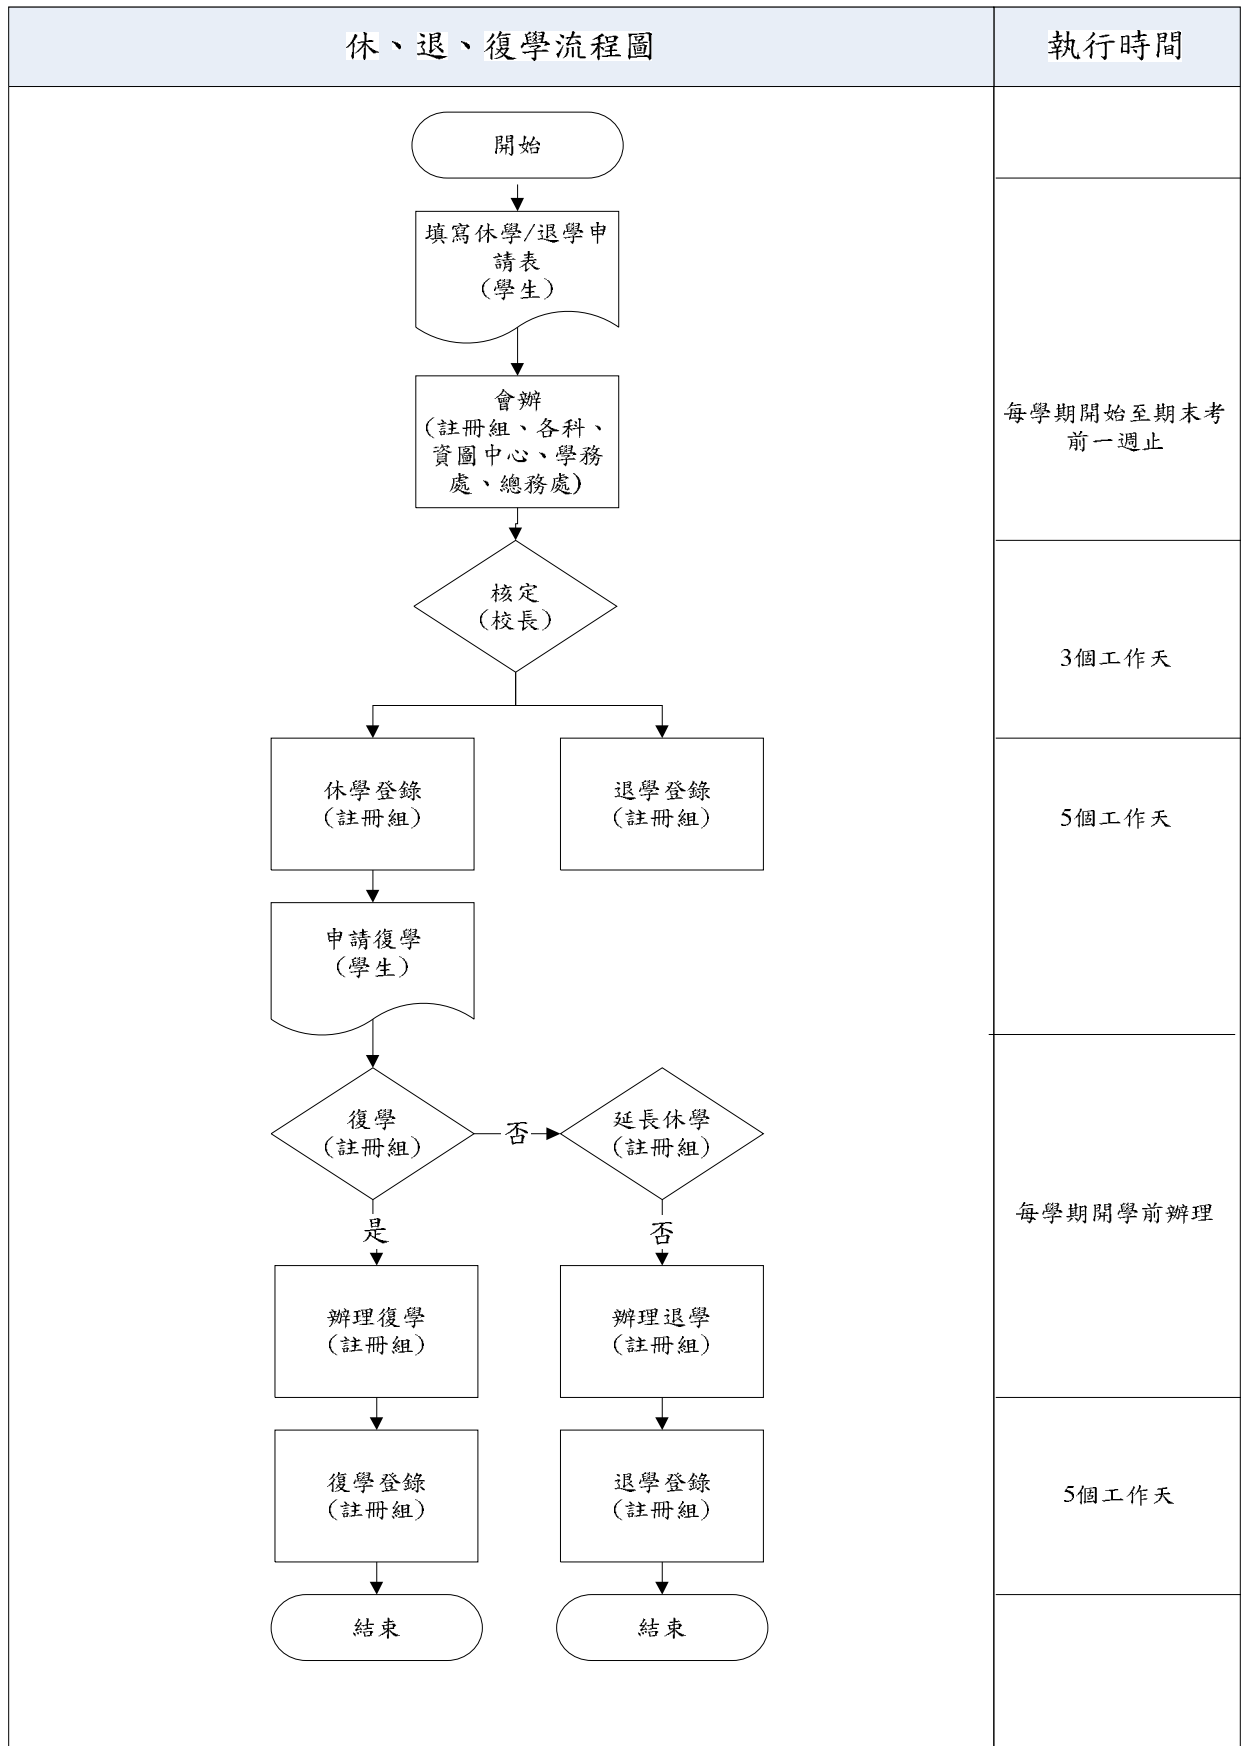 休、退、復學流程圖
執行時間
開始
填寫休學/退學申
請表
(學生)
會辦
(註冊組、各科、
資圖中心、學務
處、總務處)
每學期開始至期末考
前一週止
核定
(校長)
3個工作天
休學登錄
(註冊組)
退學登錄
(註冊組)
5個工作天
申請復學
(學生)
復學
(註冊組)
否
延長休學
(註冊組)
是
否
每學期開學前辦理
辦理復學
(註冊組)
辦理退學
(註冊組)
復學登錄
(註冊組)
退學登錄
(註冊組)
5個工作天
結束
結束